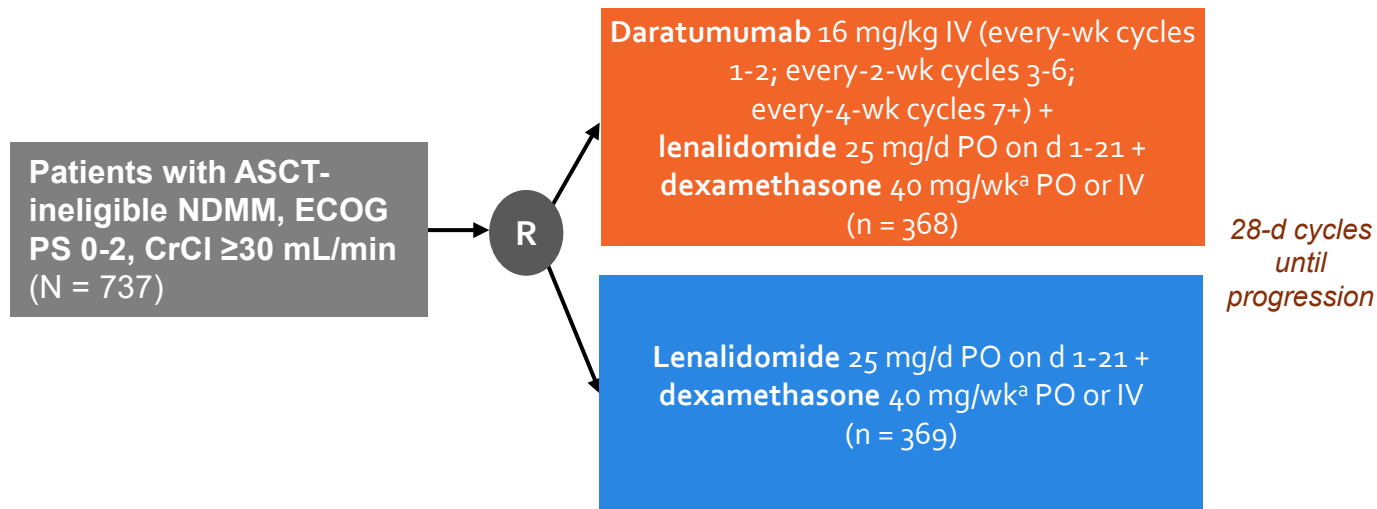 Patients with ASCT-
ineligible NDMM, ECOG
PS 0-2, CrCl ≥30 mL/min
(N = 737)
R
Daratumumab 16 mg/kg IV (every-wk cycles
1-2; every-2-wk cycles 3-6;
every-4-wk cycles 7+) +
lenalidomide 25 mg/d PO on d 1-21 +
dexamethasone 40 mg/wkᵃ PO or IV
(n = 368)
Lenalidomide 25 mg/d PO on d 1-21 +
dexamethasone 40 mg/wkᵃ PO or IV
(n = 369)
28-d cycles
until
progression